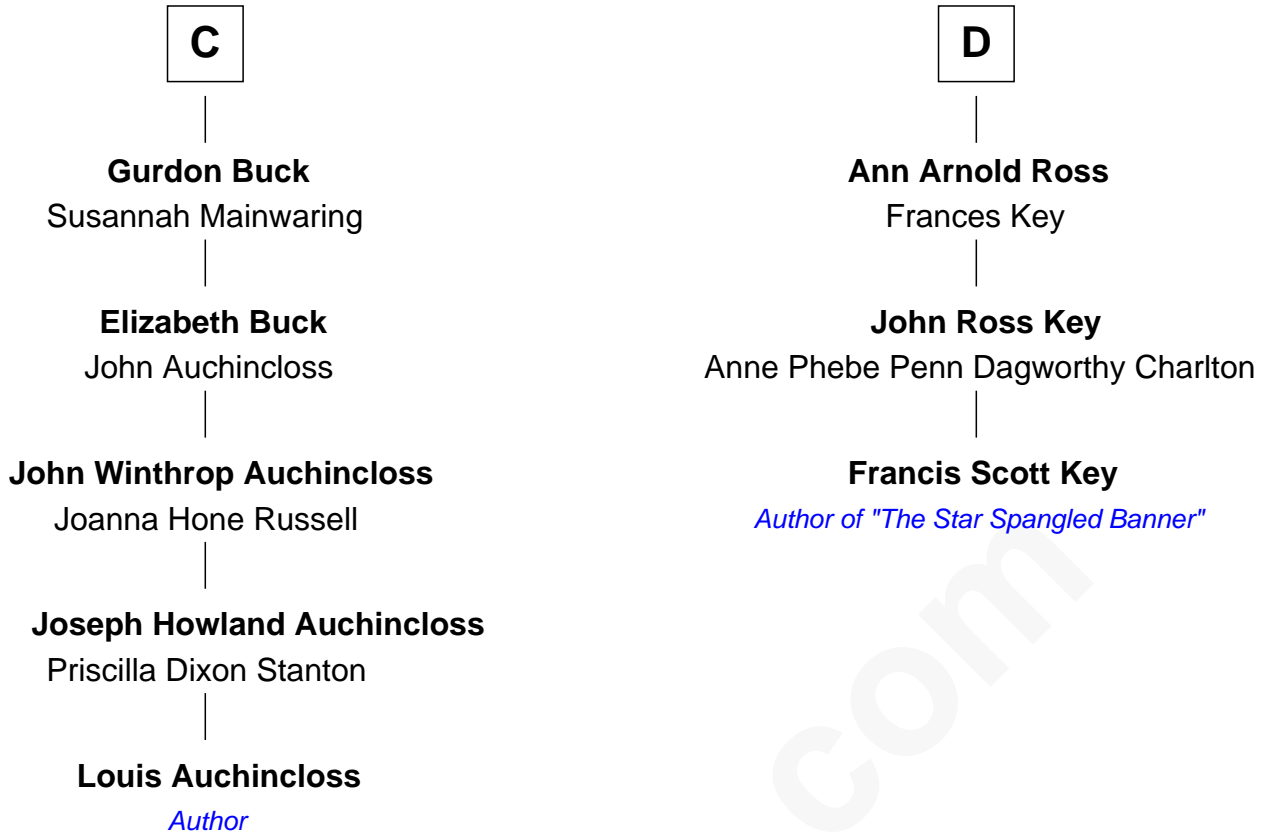 C
Gurdon Buck
Susannah Mainwaring
Elizabeth Buck
John Auchincloss
John Winthrop Auchincloss
Joanna Hone Russell
Joseph Howland Auchincloss
Priscilla Dixon Stanton
Louis Auchincloss
Author
D
Ann Arnold Ross
Frances Key
John Ross Key
Anne Phebe Penn Dagworthy Charlton
Francis Scott Key
Author of "The Star Spangled Banner"
com